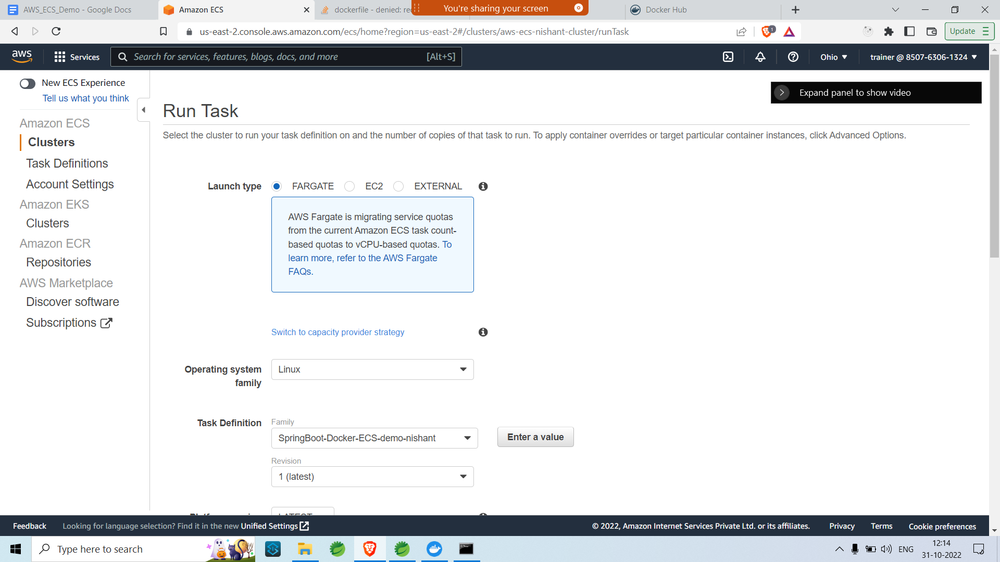 AWS_ECS_Demo - Google Docs
Amazon ECS
dockerfile - denied: re
You're sharing your screen
Docker Hub
us-east-2.console.aws.amazon.com/ecs/home?region=us-east-2#/clusters/aws-ecs-nishant-cluster/runTask
1
Update
aws
Services
Search for services, features, blogs, docs, and more
[Alt+S]
Ohio
trainer @ 8507-6306-1324
New ECS Experience
Tell us what you think
Expand panel to show video
Amazon ECS
Clusters
Task Definitions
Account Settings
Amazon EKS
Clusters
Amazon ECR
Repositories
AWS Marketplace
Discover software
Subscriptions
Run Task
Select the cluster to run your task definition on and the number of copies of that task to run. To apply container overrides or target particular container instances, click Advanced Options.
Launch type
FARGATE
EC2
EXTERNAL
AWS Fargate is migrating service quotas
from the current Amazon ECS task count-
based quotas to vCPU-based quotas. To
learn more, refer to the AWS Fargate
FAQs.
Switch to capacity provider strategy
Operating system
family
Linux
Task Definition
Family
SpringBoot-Docker-ECS-demo-nishant
Enter a value
Revision
1 (latest)
LATEST
Feedback
Looking for language selection? Find it in the new Unified Settings
© 2022, Amazon Internet Services Private Ltd. or its affiliates.
Privacy
Terms
Cookie preferences
Type here to search
ENG
12:14
31-10-2022